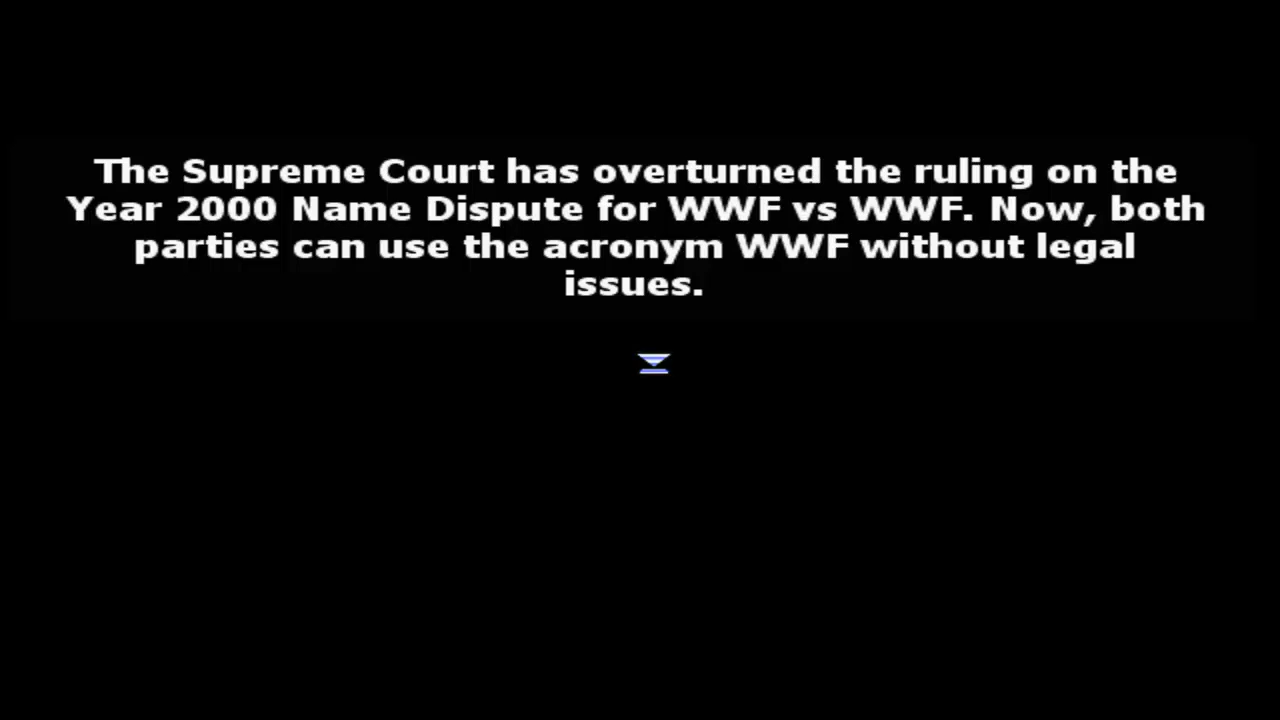 The Supreme Court has overturned the ruling on the
Year 2000 Name Dispute for WWF vs WWF. Now, both
parties can use the acronym WWF without legal
issues.